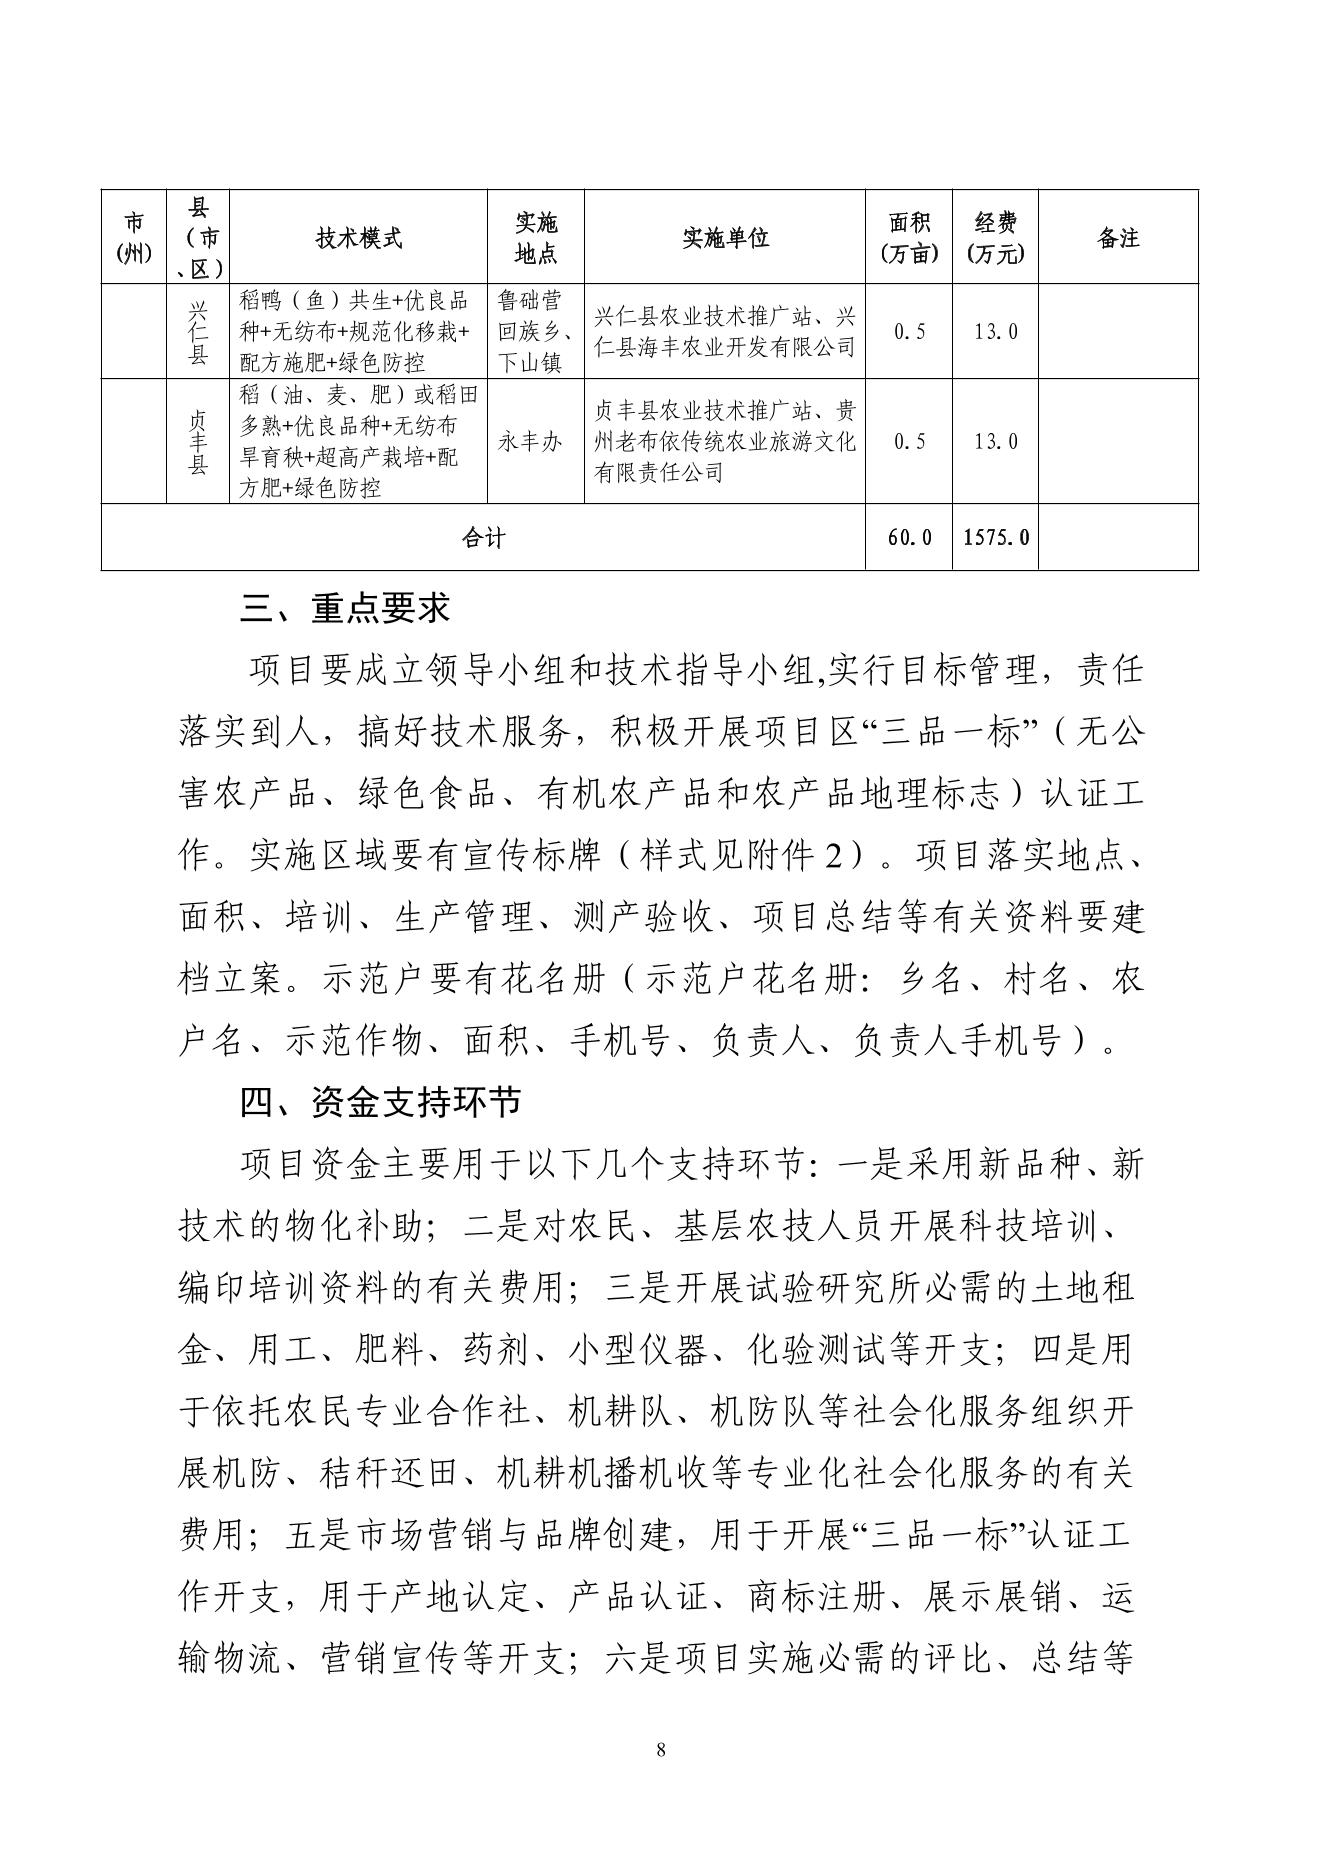 市
(州)
县
（市
、区）
技术模式
实施
地点
实施单位
面积
(万亩)
经费
(万元)
备注
兴
仁
县
稻鸭（鱼）共生+优良品
种+无纺布+规范化移栽+
配方施肥+绿色防控
鲁础营
回族乡、
下山镇
兴仁县农业技术推广站、兴
仁县海丰农业开发有限公司
0.5
13.0
贞
丰
县
稻（油、麦、肥）或稻田
多熟+优良品种+无纺布
旱育秧+超高产栽培+配
方肥+绿色防控
永丰办
贞丰县农业技术推广站、贵
州老布依传统农业旅游文化
有限责任公司
0.5
13.0
合计
60.0
1575.0
三、重点要求
项目要成立领导小组和技术指导小组,实行目标管理，责任
落实到人，搞好技术服务，积极开展项目区“三品一标”（无公
害农产品、绿色食品、有机农产品和农产品地理标志）认证工
作。实施区域要有宣传标牌（样式见附件 2）。项目落实地点、
面积、培训、生产管理、测产验收、项目总结等有关资料要建
档立案。示范户要有花名册（示范户花名册：乡名、村名、农
户名、示范作物、面积、手机号、负责人、负责人手机号）。
四、资金支持环节
项目资金主要用于以下几个支持环节：一是采用新品种、新
技术的物化补助；二是对农民、基层农技人员开展科技培训、
编印培训资料的有关费用；三是开展试验研究所必需的土地租
金、用工、肥料、药剂、小型仪器、化验测试等开支；四是用
于依托农民专业合作社、机耕队、机防队等社会化服务组织开
展机防、秸秆还田、机耕机播机收等专业化社会化服务的有关
费用；五是市场营销与品牌创建，用于开展“三品一标”认证工
作开支，用于产地认定、产品认证、商标注册、展示展销、运
输物流、营销宣传等开支；六是项目实施必需的评比、总结等
8